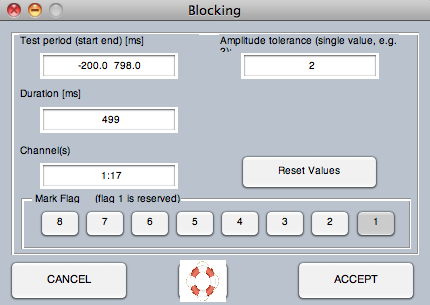 Blocking
Test period (start end) [ms]
-200.0 798.0
Amplitude tolerance (single value, e.g.
2
Duration [ms]
499
Channel(s)
1:17
Reset Values
Mark Flag (flag 1 is reserved)
8 7 6 5 4 3 2 1
CANCEL
ACCEPT